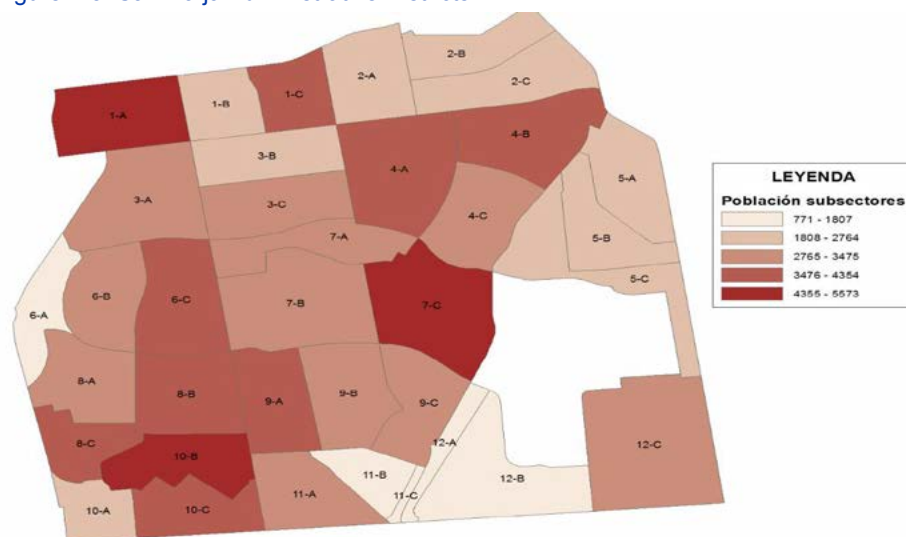 2-B
2-A
2-C
1-B
1-C
1-A
4-B
3-B
4-A
5-A
3-A
3-C
4-C
7-A
5-B
5-C
6-B
6-C
7-B
7-C
6-A
8-A
8-B
9-A
9-B
9-C
8-C
12-A
12-C
10-B
11-B
12-B
11-A
11-C
10-A
10-C
LEYENDA
Población subsectores
771 - 1807
1808 - 2764
2765 - 3475
3476 - 4354
4355 - 5573